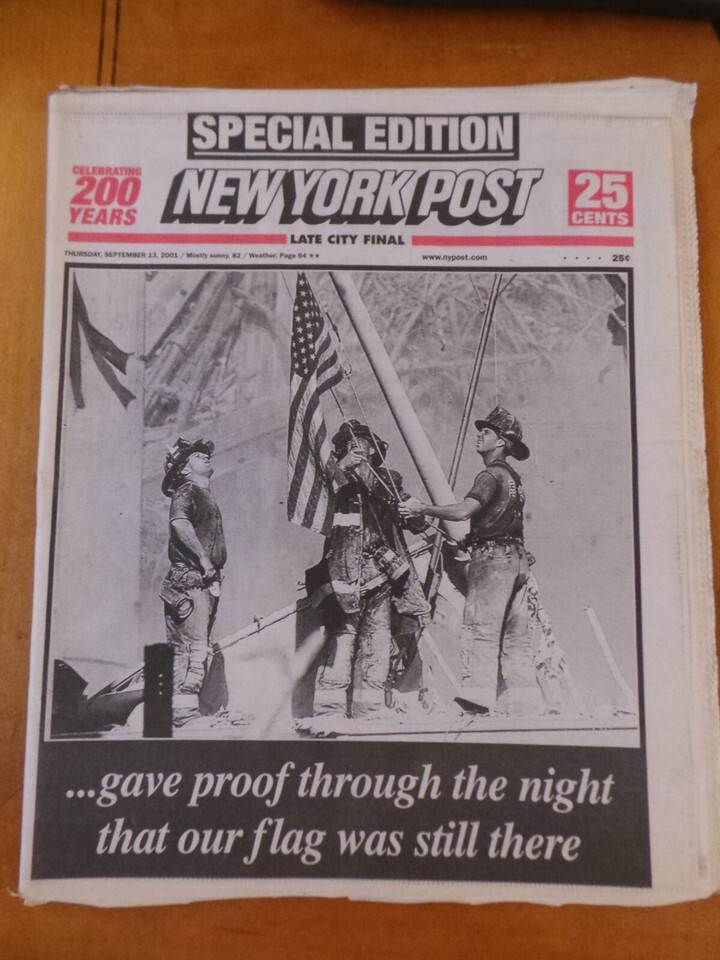 SPECIAL EDITION
CELEBRATING
200
YEARS
NEW YORK POST
25
CENTS
LATE CITY FINAL
THURSDAY, SEPTEMBER 13, 2001 / Mostly sunny, 82 / Weather: Page 64 ★★
www.nypost.com
25¢
...gave proof through the night
that our flag was still there